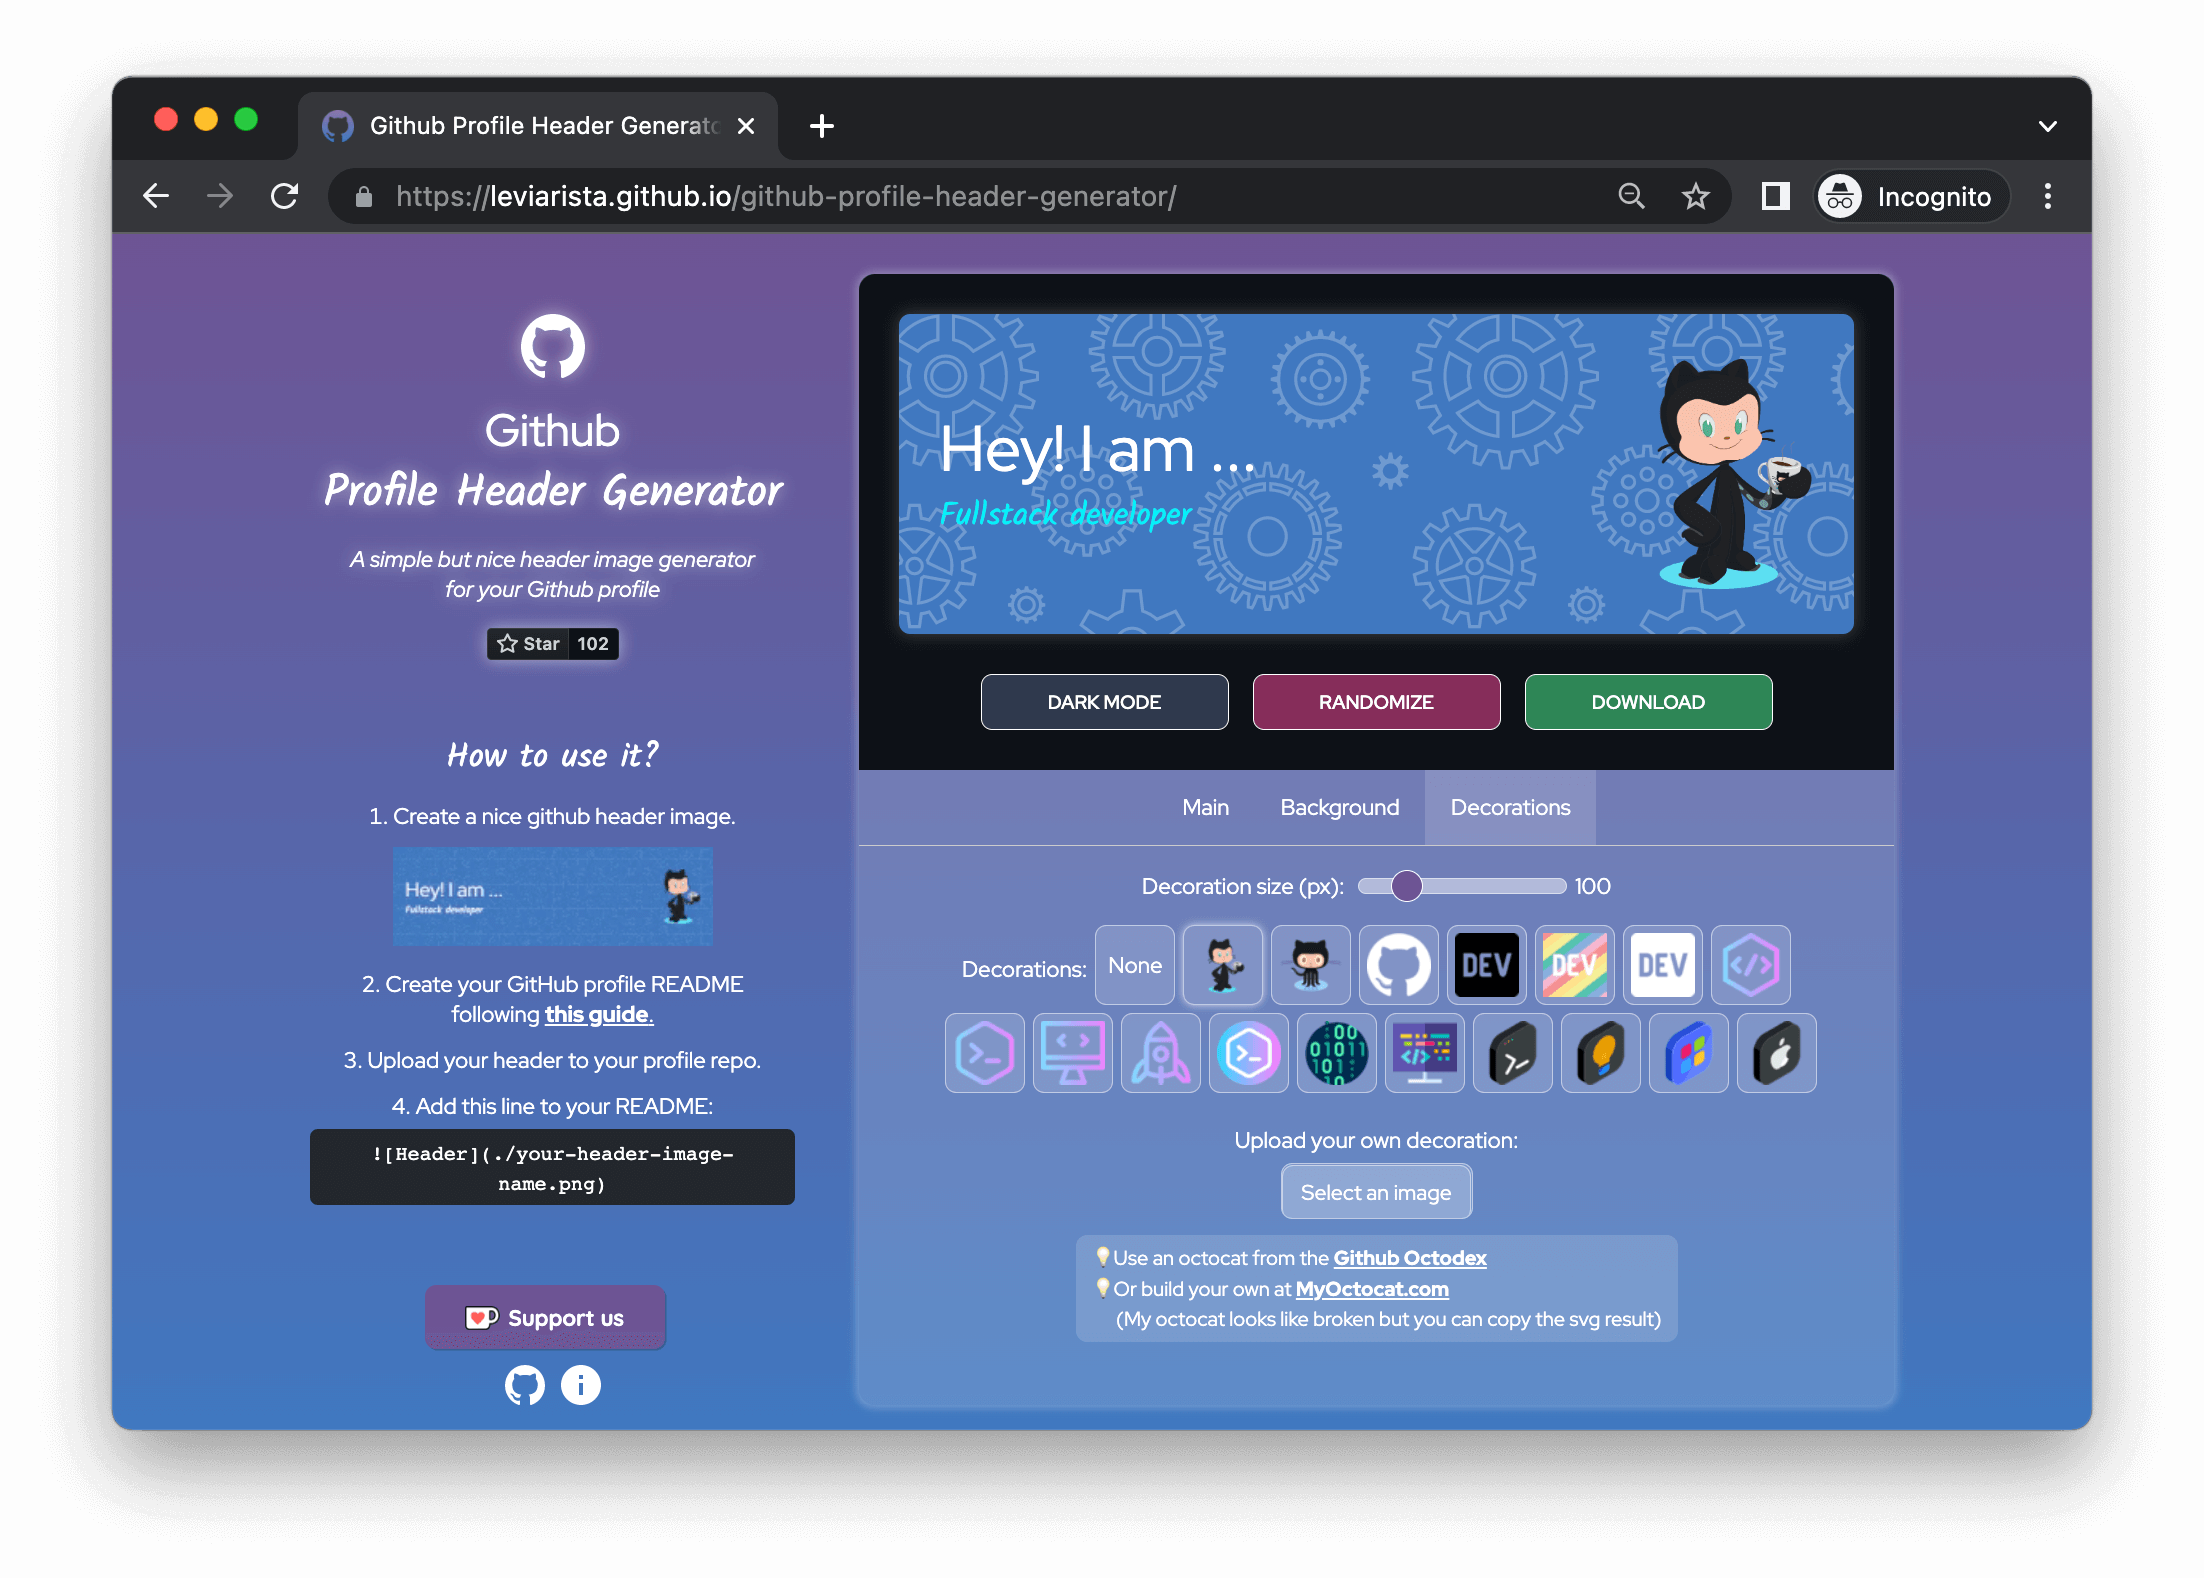 Github Profile Header Generato
https://leviarista.github.io/github-profile-header-generator/
Incognito
Github
Profile Header Generator
A simple but nice header image generator
for your Github profile
Star 102
How to use it?
1. Create a nice github header image.
Hey! I am ...
Fullstack developer
2. Create your GitHub profile README
following this guide.
3. Upload your header to your profile repo.
4. Add this line to your README:
![Header](./your-header-image-
name.png)
Support us
Hey! I am ...
Fullstack developer
DARK MODE
RANDOMIZE
DOWNLOAD
Main
Background
Decorations
Decoration size (px):
100
Decorations:
None
DEV
DEV
DEV
</>
>_
<>
>_
00
01011
101
10
</>
>_
Upload your own decoration:
Select an image
Use an octocat from the Github Octodex
Or build your own at MyOctocat.com
(My octocat looks like broken but you can copy the svg result)